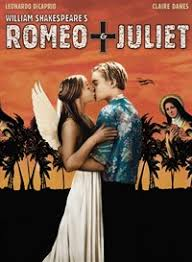 LEONARDO DiCAPRIO CLAIRE DANES
WILLIAM SHAKESPEARE'S
ROMEO + JULIET